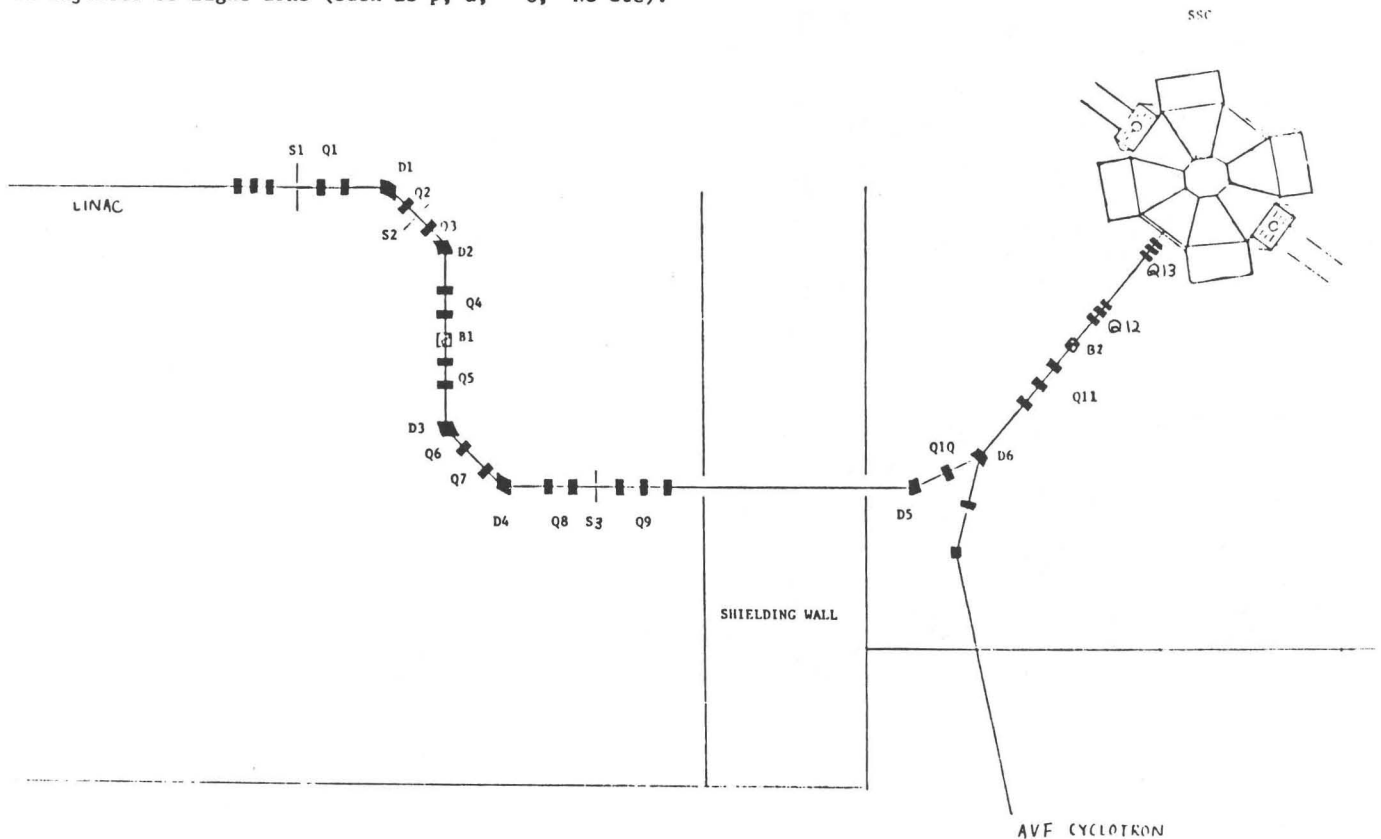 SSC
S1 Q1
D1
LINAC
Q2
S2 Q3
D2
Q13
Q4
Q12
B1
B2
Q5
Q11
D3
Q6
Q1Q D6
Q7
D4 Q8 S3 Q9
D5
SHIELDING WALL
AVF CYCLOTRON